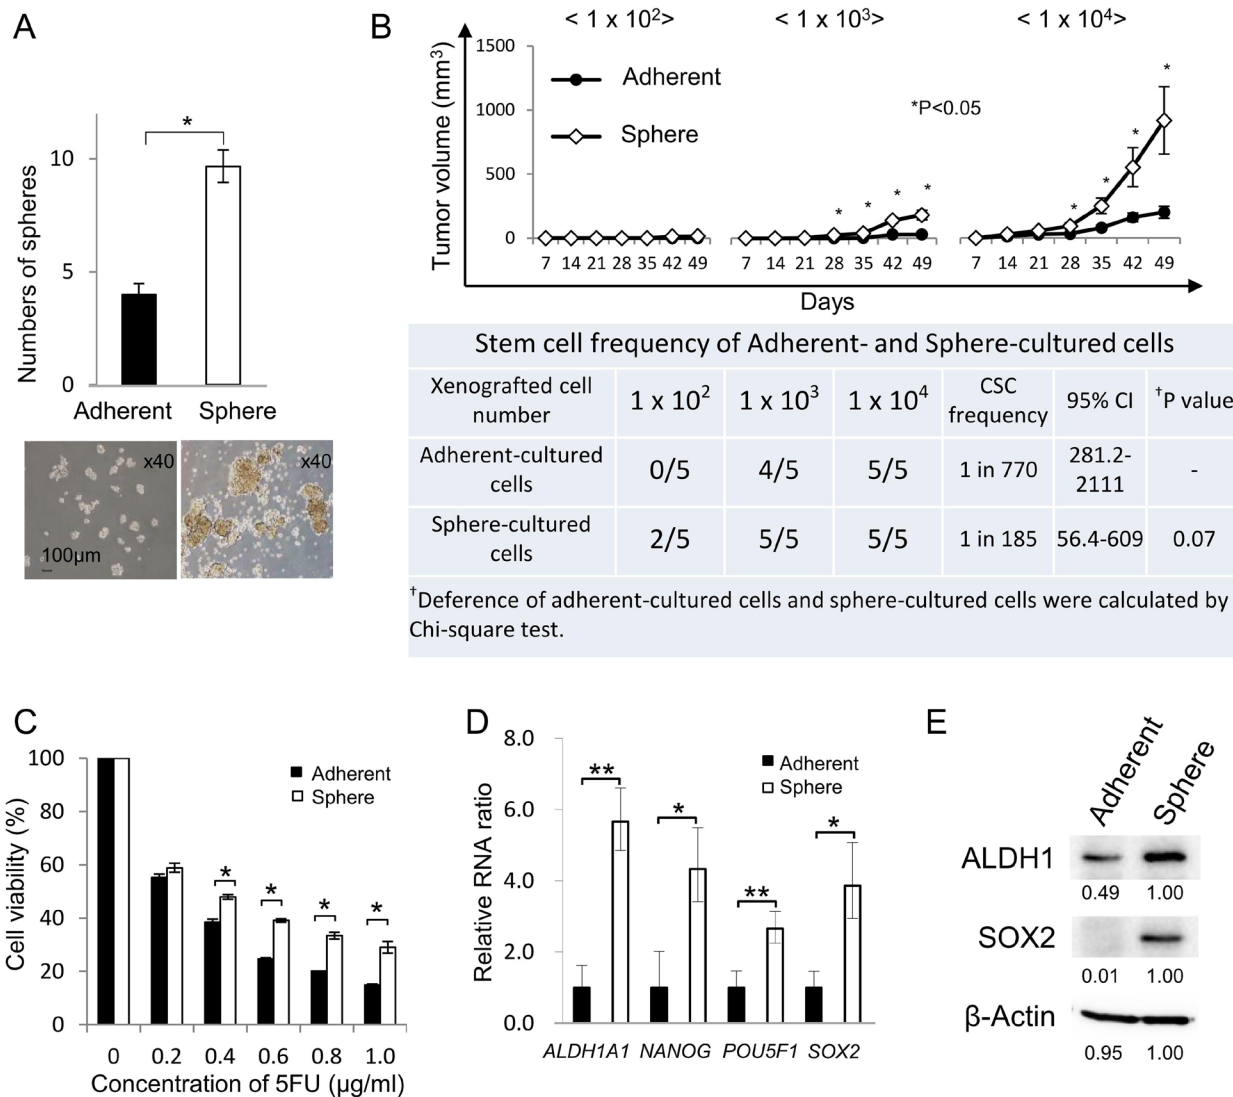 A
*
10
5
0
Numbers of spheres
Adherent Sphere
x40
100µm
x40
B
< 1 x 10²> < 1 x 10³> < 1 x 10⁴>
Tumor volume (mm³)
1500
1000
500
0
Adherent
Sphere
*P<0.05
* * * *
* * * *
7 14 21 28 35 42 49 7 14 21 28 35 42 49 7 14 21 28 35 42 49
Days
Stem cell frequency of Adherent- and Sphere-cultured cells
Xenografted cell number 1 x 10² 1 x 10³ 1 x 10⁴ CSC frequency 95% CI †P value
Adherent-cultured cells 0/5 4/5 5/5 1 in 770 281.2-2111 -
Sphere-cultured cells 2/5 5/5 5/5 1 in 185 56.4-609 0.07
†Deference of adherent-cultured cells and sphere-cultured cells were calculated by
Chi-square test.
C
Cell viability (%)
100
80
60
40
20
0
Adherent
Sphere
* * * *
0 0.2 0.4 0.6 0.8 1.0
Concentration of 5FU (µg/ml)
D
Relative RNA ratio
8.0
6.0
4.0
2.0
0.0
Adherent
Sphere
** * ** *
ALDH1A1 NANOG POU5F1 SOX2
E
Adherent Sphere
ALDH1
0.49 1.00
SOX2
0.01 1.00
β-Actin
0.95 1.00